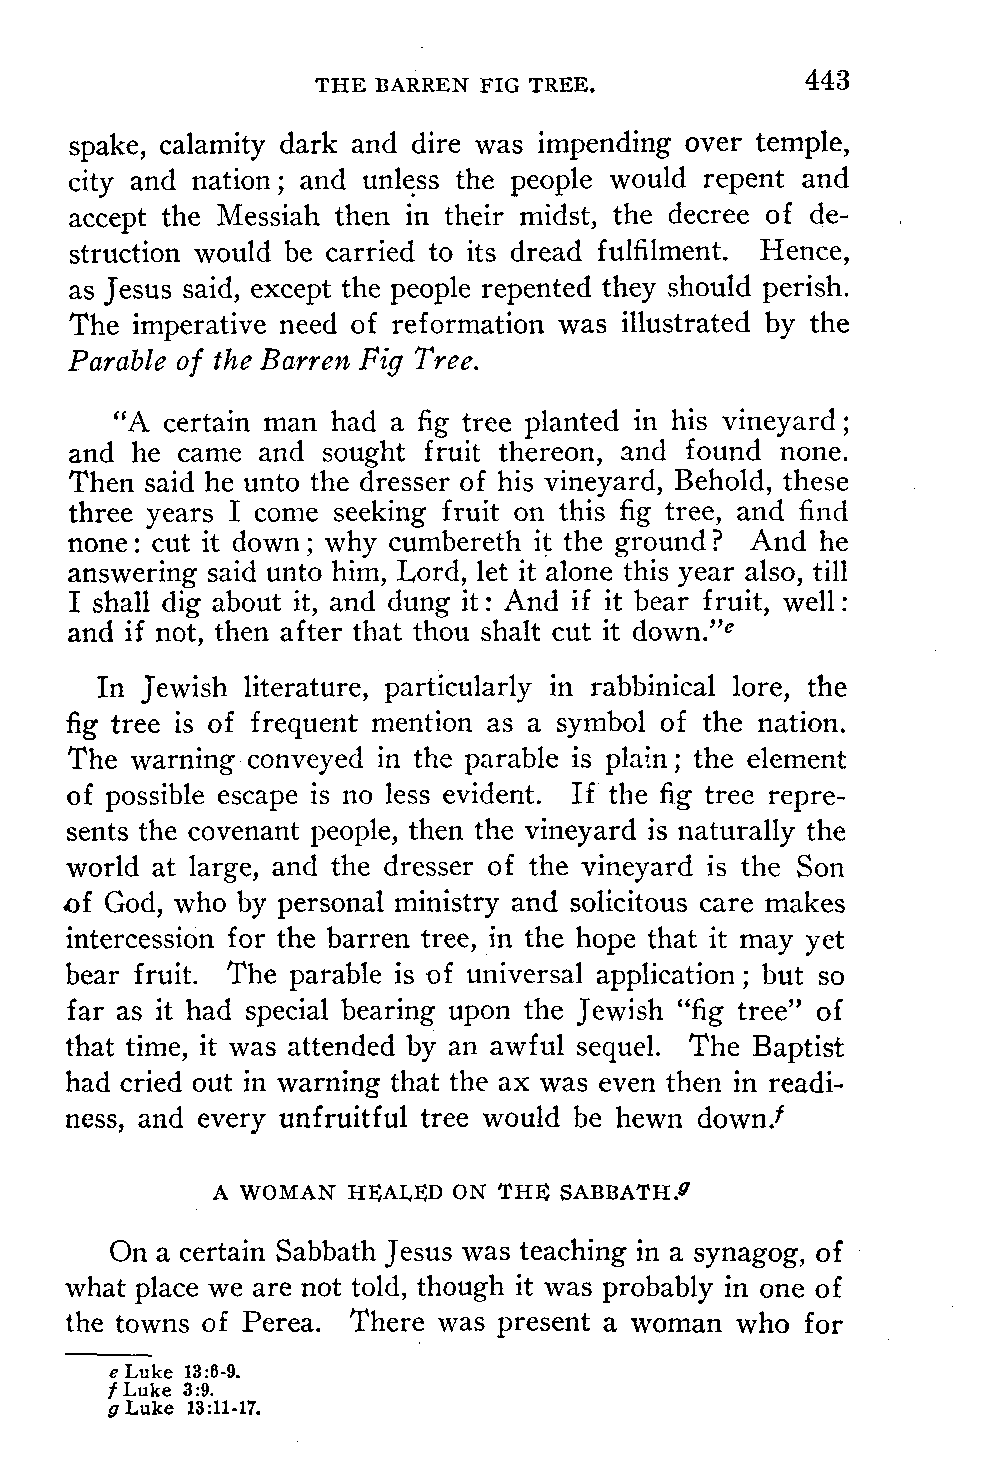 THE BARREN FIG TREE. 443
spake, calamity dark and dire was impending over temple,
city and nation; and unless the people would repent and
accept the Messiah then in their midst, the decree of de-
struction would be carried to its dread fulfilment. Hence,
as Jesus said, except the people repented they should perish.
The imperative need of reformation was illustrated by the
Parable of the Barren Fig Tree.
"A certain man had a fig tree planted in his vineyard;
and he came and sought fruit thereon, and found none.
Then said he unto the dresser of his vineyard, Behold, these
three years I come seeking fruit on this fig tree, and find
none: cut it down; why cumbereth it the ground? And he
answering said unto him, Lord, let it alone this year also, till
I shall dig about it, and dung it: And if it bear fruit, well:
and if not, then after that thou shalt cut it down."e
In Jewish literature, particularly in rabbinical lore, the
fig tree is of frequent mention as a symbol of the nation.
The warning conveyed in the parable is plain; the element
of possible escape is no less evident. If the fig tree repre-
sents the covenant people, then the vineyard is naturally the
world at large, and the dresser of the vineyard is the Son
of God, who by personal ministry and solicitous care makes
intercession for the barren tree, in the hope that it may yet
bear fruit. The parable is of universal application; but so
far as it had special bearing upon the Jewish "fig tree" of
that time, it was attended by an awful sequel. The Baptist
had cried out in warning that the ax was even then in readi-
ness, and every unfruitful tree would be hewn down.f
A WOMAN HEALED ON THE SABBATH.g
On a certain Sabbath Jesus was teaching in a synagog, of
what place we are not told, though it was probably in one of
the towns of Perea. There was present a woman who for
e Luke 13:6-9.
f Luke 3:9.
g Luke 13:11-17.